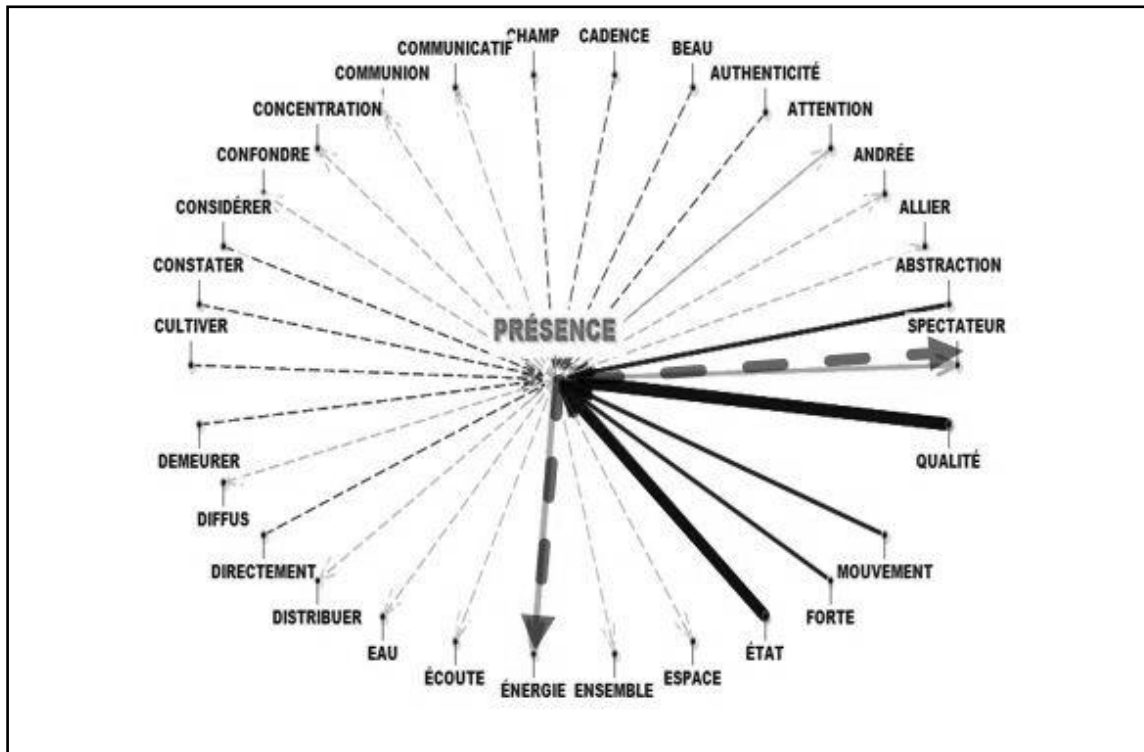 CHAMP
CADENCE
COMMUNICATIF
BEAU
COMMUNION
AUTHENTICITÉ
CONCENTRATION
ATTENTION
CONFONDRE
ANDRÉE
CONSIDÉRER
ALLIER
CONSTATER
ABSTRACTION
CULTIVER
PRÉSENCE
SPECTATEUR
DEMEURER
QUALITÉ
DIFFUS
DIRECTEMENT
MOUVEMENT
DISTRIBUER
FORTE
EAU
ÉTAT
ÉCOUTE
ESPACE
ÉNERGIE
ENSEMBLE